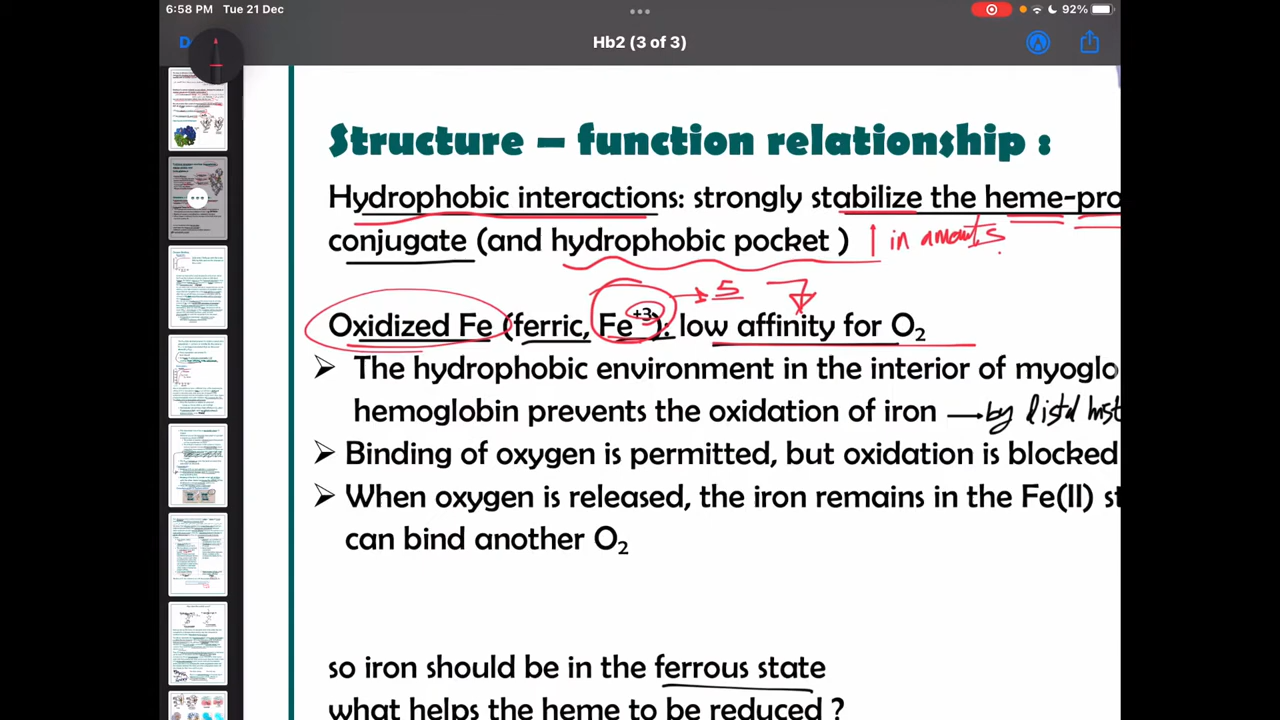 6:58 PM Tue 21 Dec
92%
Hb2 (3 of 3)
D
Structure – function relationship :
Hydrophobic interactions: strongly stabilize the heme-pro
conjugate (and hydrophobic pocket ) ↑ in amounts
→ 5
Oxidized Fe (ferric, Fe+3): low affinity for O₂
➢ The hydrophobic environment in the interior of myoglo
emoglobin prevents the oxidation of iron → by
➢ Binding of oxygen is permitted, but oxidation is blocked
➢ When oxygen is released, the iron remains in the Fe(II) st
can bind another O₂
so Iron should be in the ferrous state
what helps the heme to be reduced ?